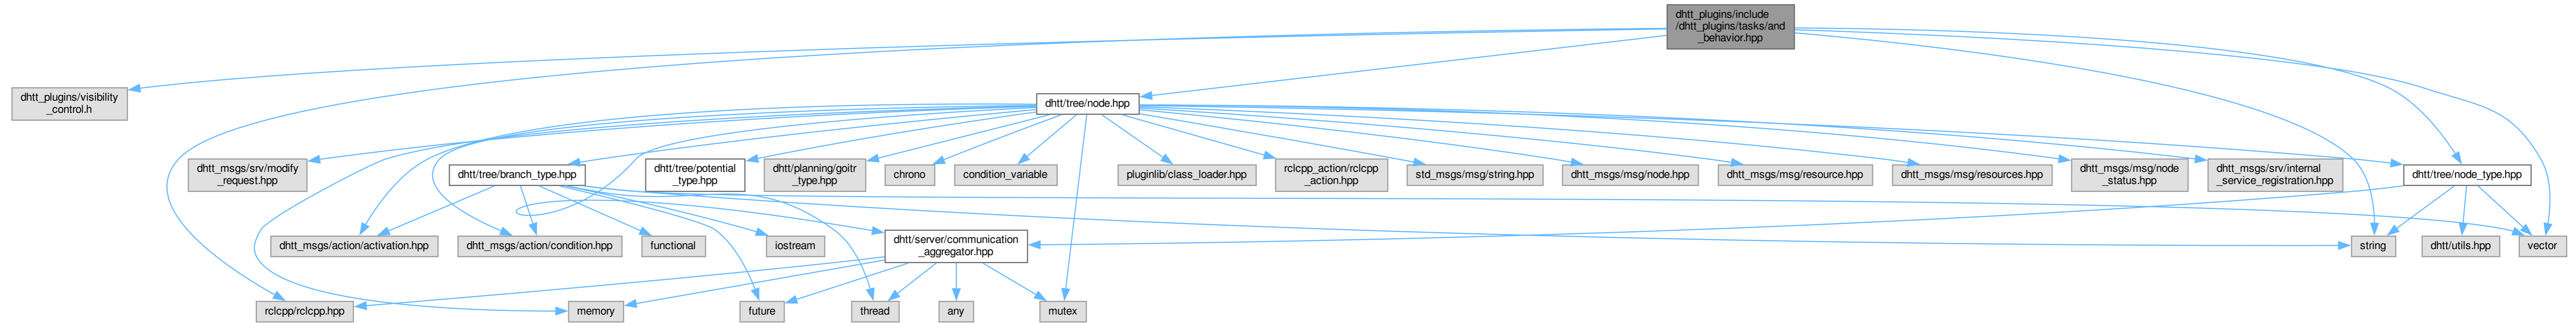 dhtt_plugins/include
/dhtt_plugins/tasks/and
_behavior.hpp
dhtt_plugins/visibility
_control.h
dhtt/tree/node.hpp
dhtt_msgs/srv/modify
_request.hpp
dhtt/tree/branch_type.hpp
dhtt/tree/potential
_type.hpp
dhtt/planning/goitr
_type.hpp
chrono
condition_variable
pluginlib/class_loader.hpp
rclcpp_action/rclcpp
_action.hpp
std_msgs/msg/string.hpp
dhtt_msgs/msg/node.hpp
dhtt_msgs/msg/resource.hpp
dhtt_msgs/msg/resources.hpp
dhtt_msgs/msg/node
_status.hpp
dhtt_msgs/srv/internal
_service_registration.hpp
dhtt/tree/node_type.hpp
dhtt_msgs/action/activation.hpp
dhtt_msgs/action/condition.hpp
functional
iostream
dhtt/server/communication
_aggregator.hpp
string
dhtt/utils.hpp
vector
rclcpp/rclcpp.hpp
memory
future
thread
any
mutex